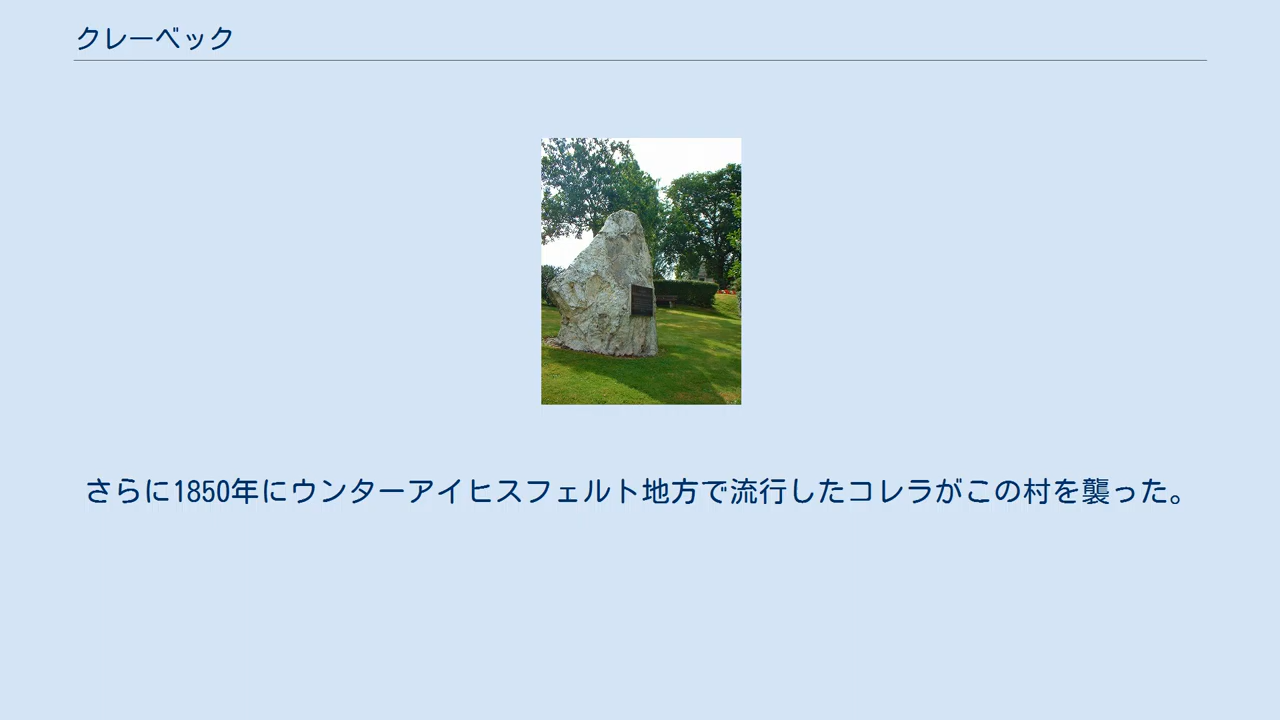 クレーベック
さらに1850年にウンターアイヒスフェルト地方で流行したコレラがこの村を襲った。